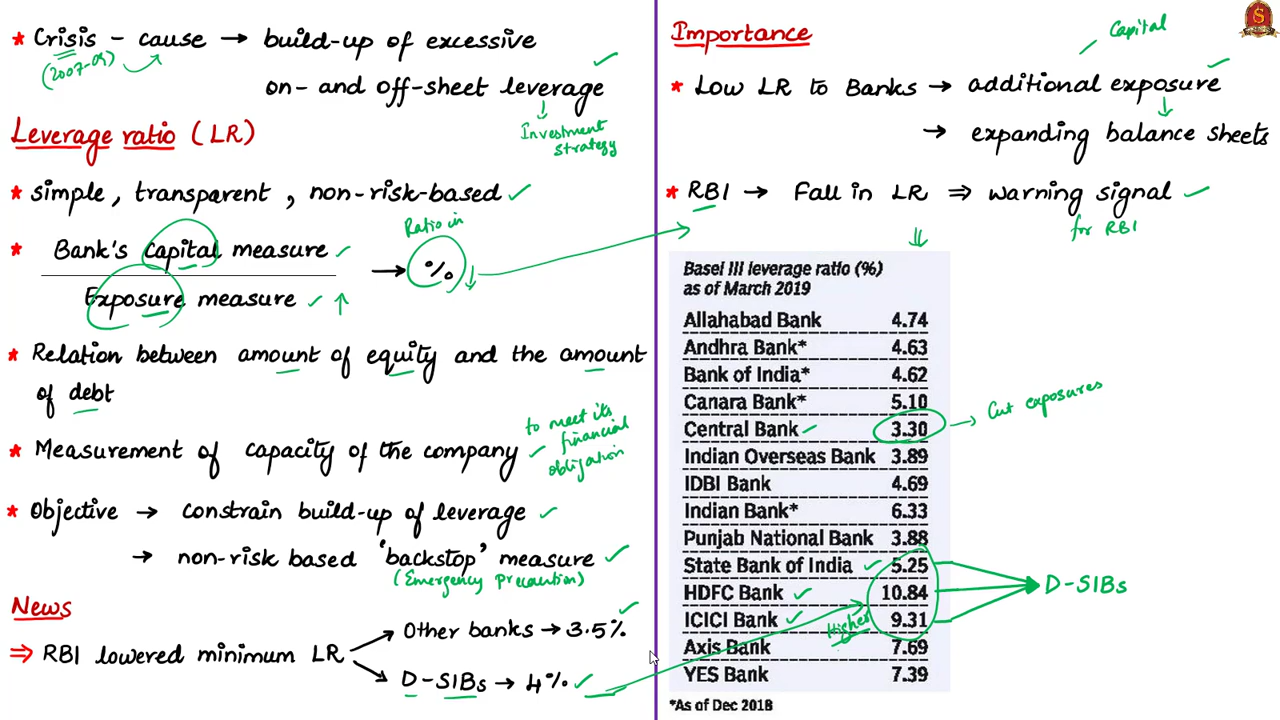 * Crisis - cause → build-up of excessive
(2007-09)
on- and off-sheet leverage
Investment
strategy
Leverage ratio (LR)
* simple, transparent, non-risk-based
* Bank's capital measure
Exposure measure ↑
→ % ↓
Ratio in
* Relation between amount of equity and the amount
of debt
* Measurement of capacity of the company
to meet its
financial
obligation
* Objective → constrain build-up of leverage
→ non-risk based 'backstop' measure
(Emergency Precaution)
News
⇒ RBI lowered minimum LR
Other banks → 3.5%
D-SIBs → 4%
Importance
Capital
* Low LR to Banks → additional exposure
→ expanding balance sheets
* RBI → Fall in LR ⇒ warning signal
for RBI
Basel III leverage ratio (%)
as of March 2019
Allahabad Bank 4.74
Andhra Bank* 4.63
Bank of India* 4.62
Canara Bank* 5.10
Central Bank 3.30
→ Cut exposures
Indian Overseas Bank 3.89
IDBI Bank 4.69
Indian Bank* 6.33
Punjab National Bank 3.88
State Bank of India 5.25
HDFC Bank 10.84
D-SIBs
ICICI Bank 9.31
Higher
Axis Bank 7.69
YES Bank 7.39
*As of Dec 2018
S